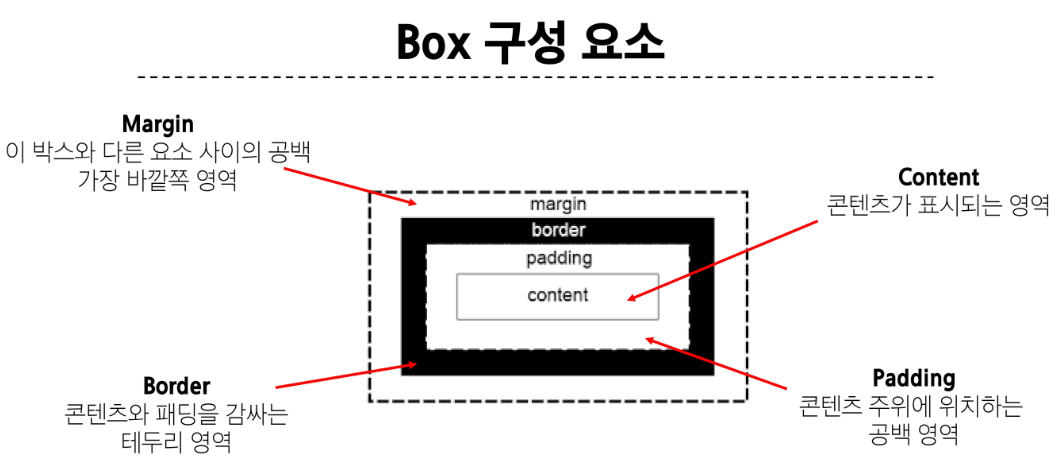 Box 구성 요소
Margin
이 박스와 다른 요소 사이의 공백
가장 바깥쪽 영역
Content
콘텐츠가 표시되는 영역
margin
border
padding
content
Border
콘텐츠와 패딩을 감싸는
테두리 영역
Padding
콘텐츠 주위에 위치하는
공백 영역